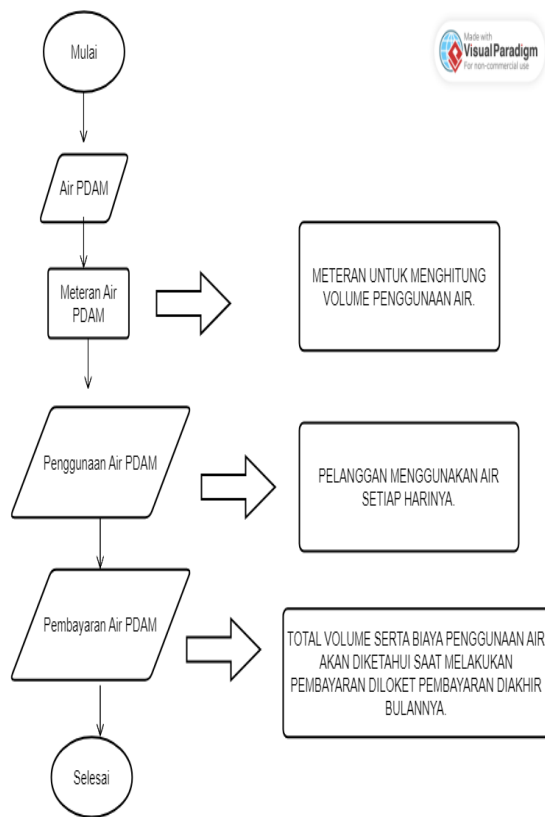 Mulai
Made with
Visual Paradigm
For non-commercial use
Air PDAM
Meteran Air
PDAM
METERAN UNTUK MENGHITUNG
VOLUME PENGGUNAAN AIR.
Penggunaan Air PDAM
PELANGGAN MENGGUNAKAN AIR
SETIAP HARINYA.
Pembayaran Air PDAM
TOTAL VOLUME SERTA BIAYA PENGGUNAAN AIR
AKAN DIKETAHUI SAAT MELAKUKAN
PEMBAYARAN DILOKET PEMBAYARAN DIAKHIR
BULANNYA.
Selesai